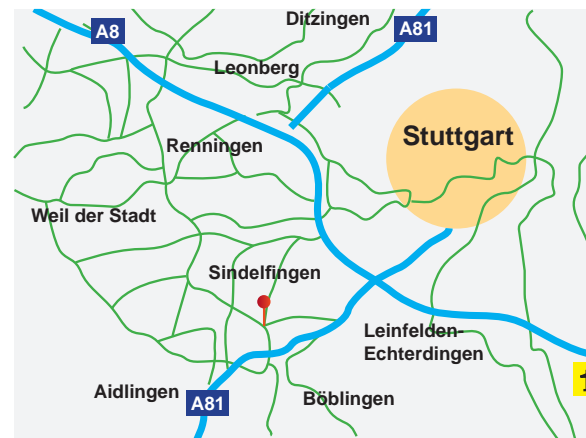 Ditzingen
A8
A81
Leonberg
Stuttgart
Renningen
Weil der Stadt
Sindelfingen
Leinfelden-
Echterdingen
Aidlingen
A81
Böblingen